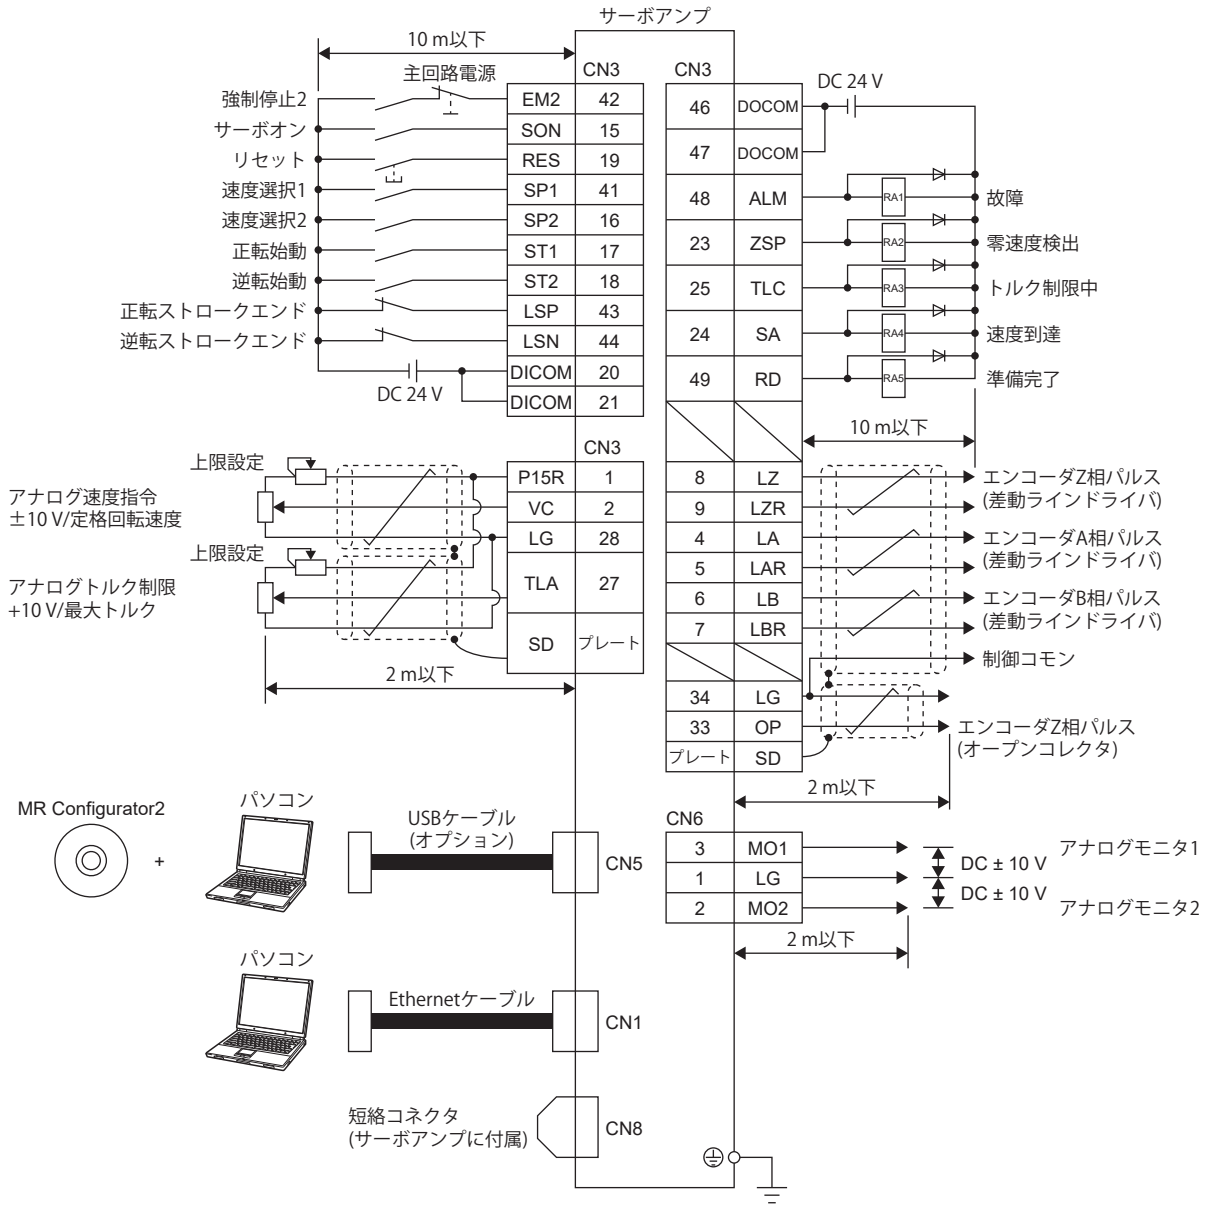 サーボアンプ
10 m以下
主回路電源
CN3
強制停止2 EM2 42
サーボオン SON 15
リセット RES 19
速度選択1 SP1 41
速度選択2 SP2 16
正転始動 ST1 17
逆転始動 ST2 18
正転ストロークエンド LSP 43
逆転ストロークエンド LSN 44
DICOM 20
DC 24 V
DICOM 21
CN3
DC 24 V
46 DOCOM
47 DOCOM
48 ALM RA1 故障
23 ZSP RA2 零速度検出
25 TLC RA3 トルク制限中
24 SA RA4 速度到達
49 RD RA5 準備完了
10 m以下
CN3
上限設定
P15R 1
アナログ速度指令
±10 V/定格回転速度
VC 2
LG 28
上限設定
アナログトルク制限
+10 V/最大トルク
TLA 27
SD プレート
2 m以下
8 LZ エンコーダZ相パルス
9 LZR (差動ラインドライバ)
4 LA エンコーダA相パルス
5 LAR (差動ラインドライバ)
6 LB エンコーダB相パルス
7 LBR (差動ラインドライバ)
制御コモン
34 LG
33 OP エンコーダZ相パルス
(オープンコレクタ)
プレート SD
2 m以下
MR Configurator2
+
パソコン
USBケーブル
(オプション)
CN5
CN6
3 MO1 アナログモニタ1
DC ± 10 V
1 LG
DC ± 10 V
2 MO2 アナログモニタ2
2 m以下
パソコン
Ethernetケーブル
CN1
短絡コネクタ
(サーボアンプに付属)
CN8